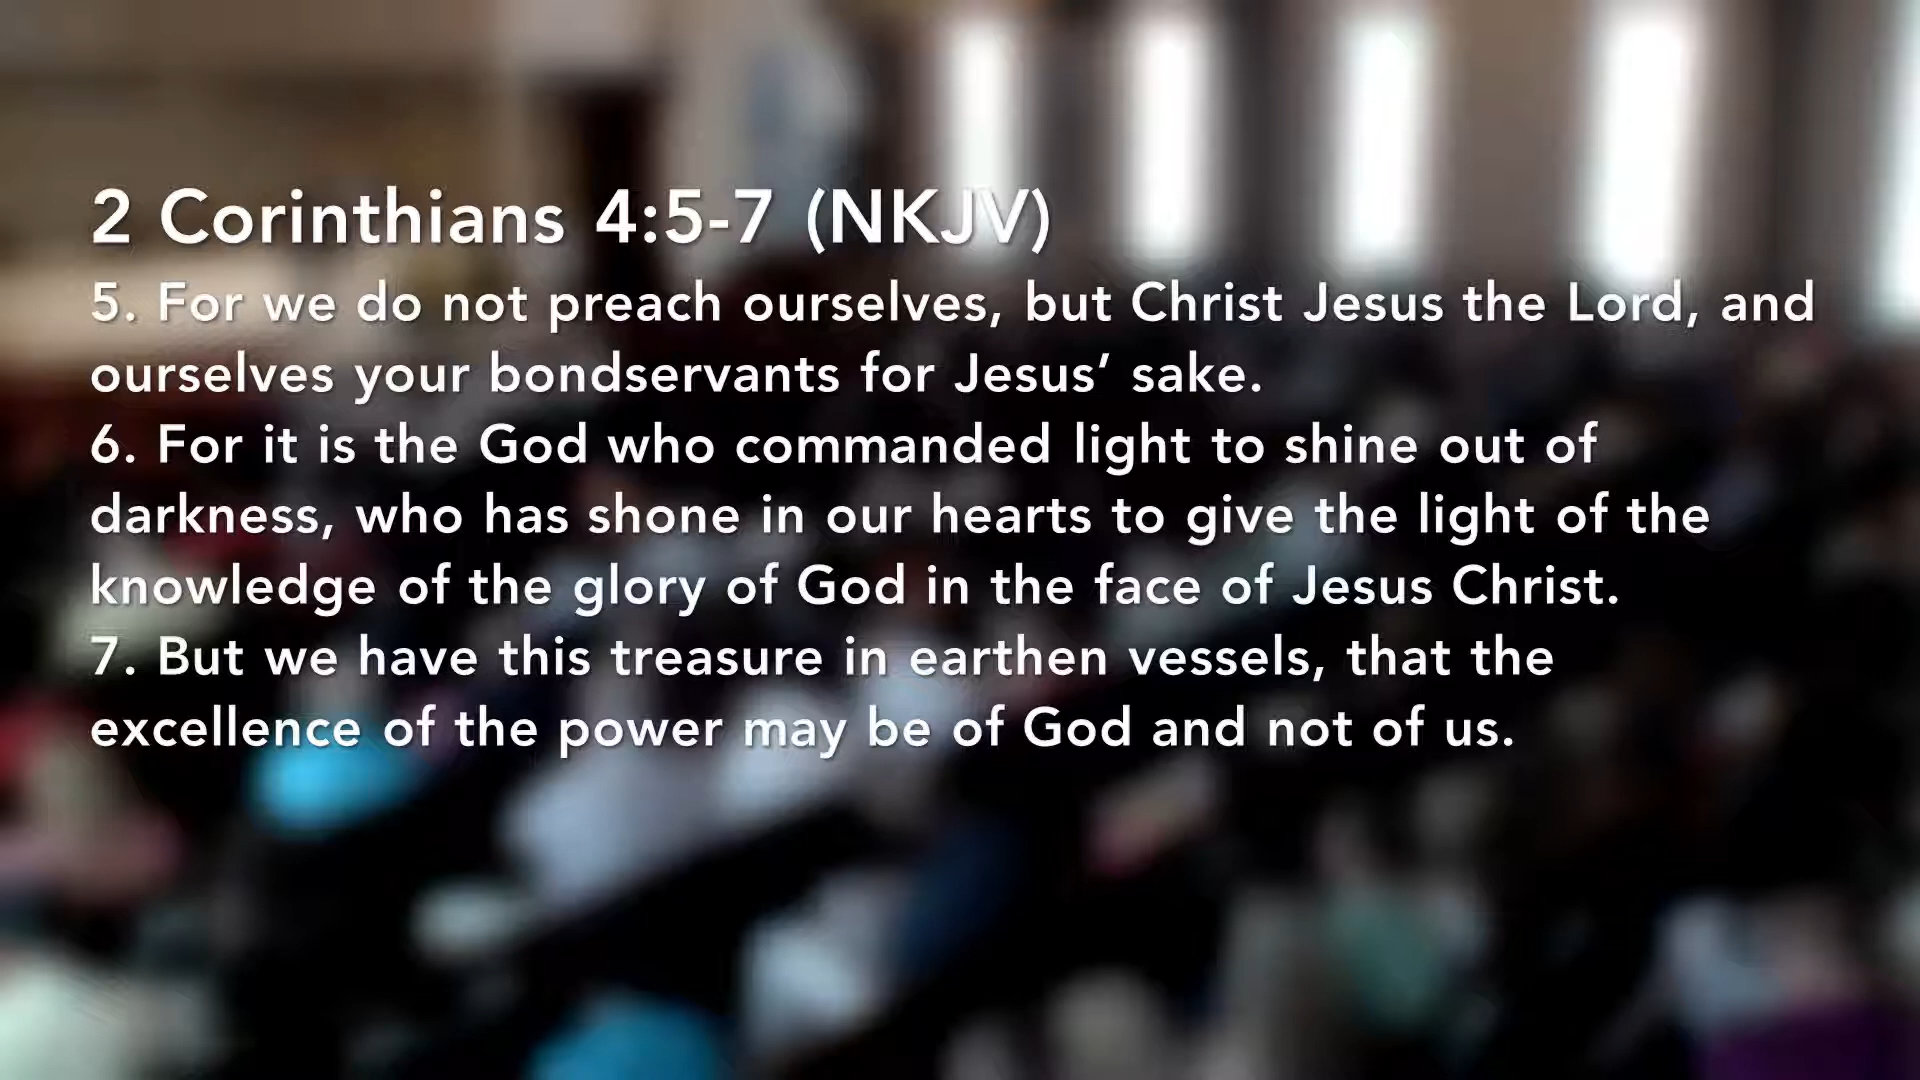 2 Corinthians 4:5-7 (NKJV)
5. For we do not preach ourselves, but Christ Jesus the Lord, and
ourselves your bondservants for Jesus’ sake.
6. For it is the God who commanded light to shine out of
darkness, who has shone in our hearts to give the light of the
knowledge of the glory of God in the face of Jesus Christ.
7. But we have this treasure in earthen vessels, that the
excellence of the power may be of God and not of us.